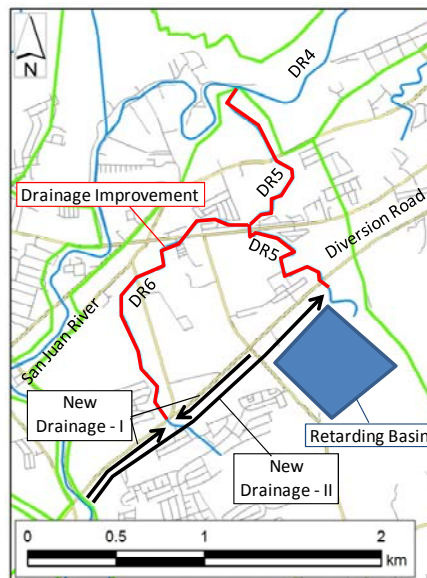 N
DR4
DR5
Drainage Improvement
Diversion Road
DR5
DR6
San Juan River
New
Drainage - I
Retarding Basin
New
Drainage - II
0 0.5 1 2
km